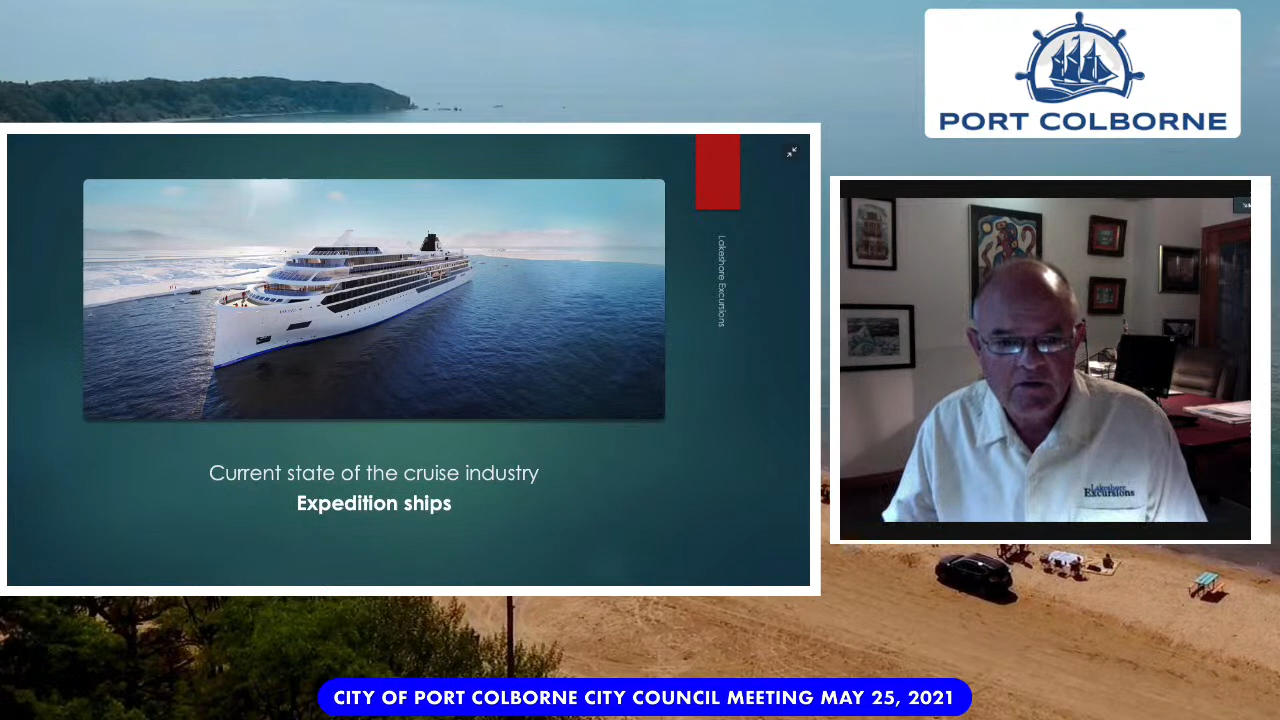 PORT COLBORNE
Lakeshore Excursions
Current state of the cruise industry
Expedition ships
Lakeshore
Excursions
CITY OF PORT COLBORNE CITY COUNCIL MEETING MAY 25, 2021